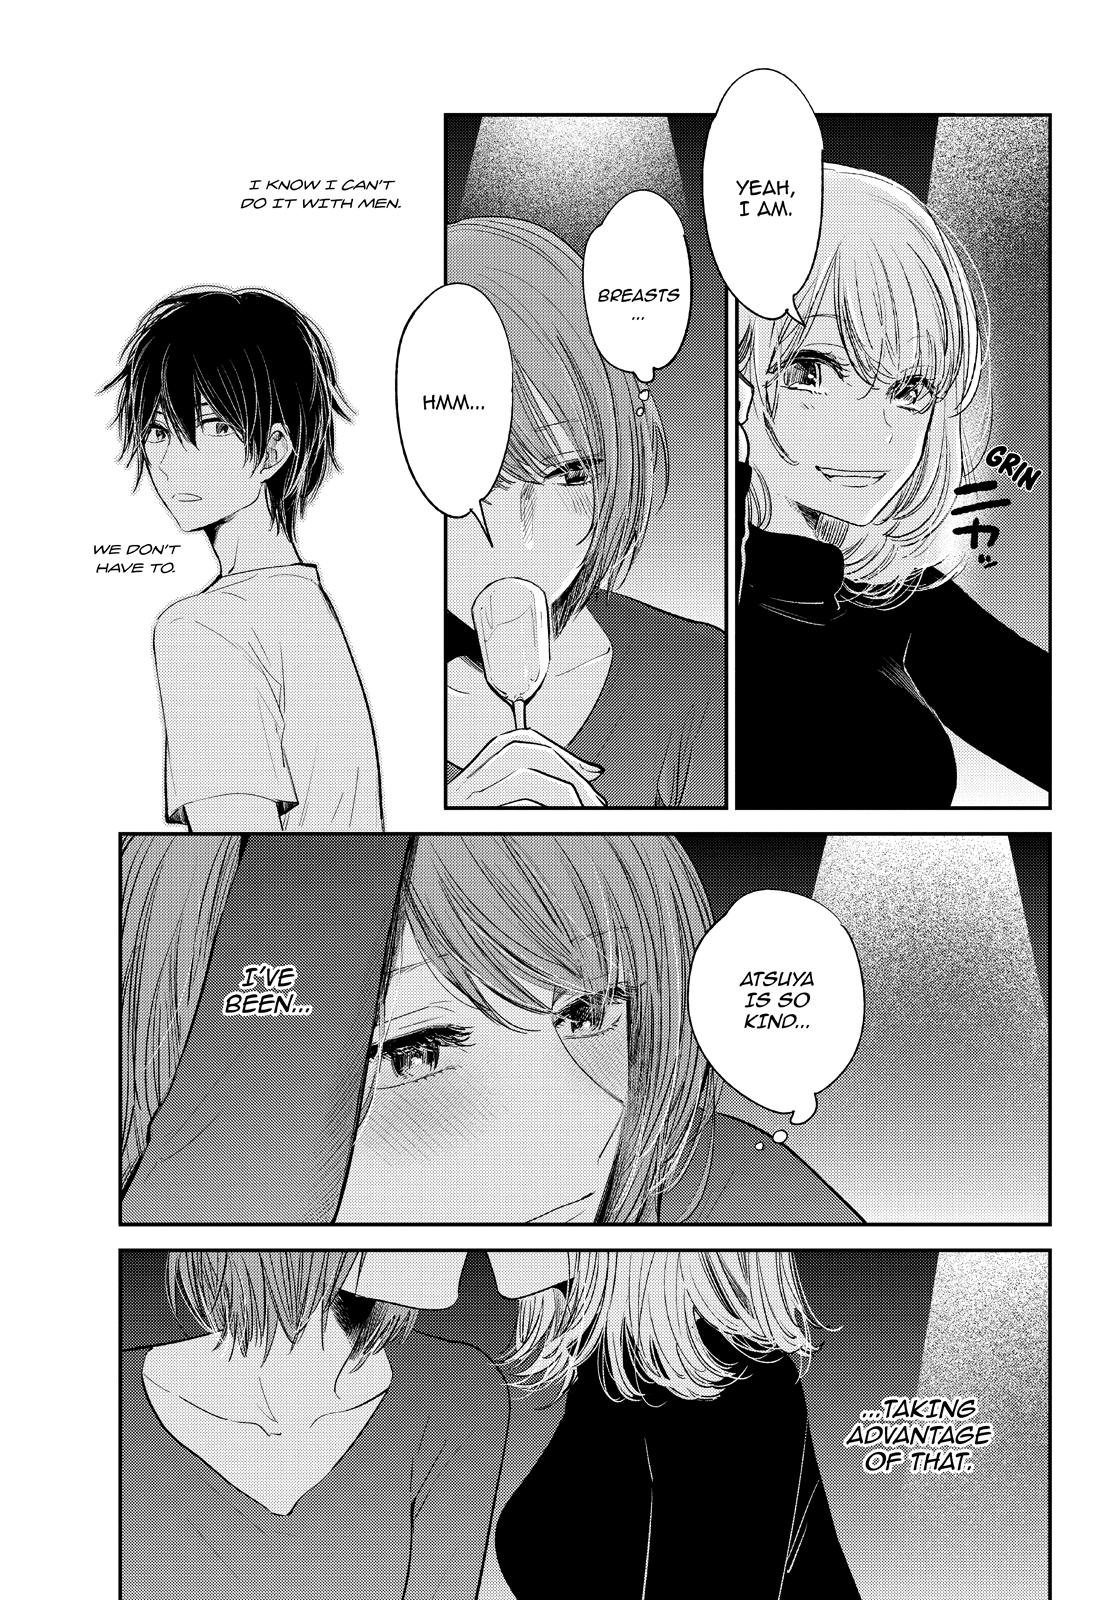 YEAH,
I AM.
GRIN
ニカッ
BREASTS
...
HMM...
I KNOW I CAN'T
DO IT WITH MEN.
WE DON'T
HAVE TO.
ATSUYA
IS SO
KIND...
I'VE
BEEN...
...TAKING
ADVANTAGE
OF THAT.